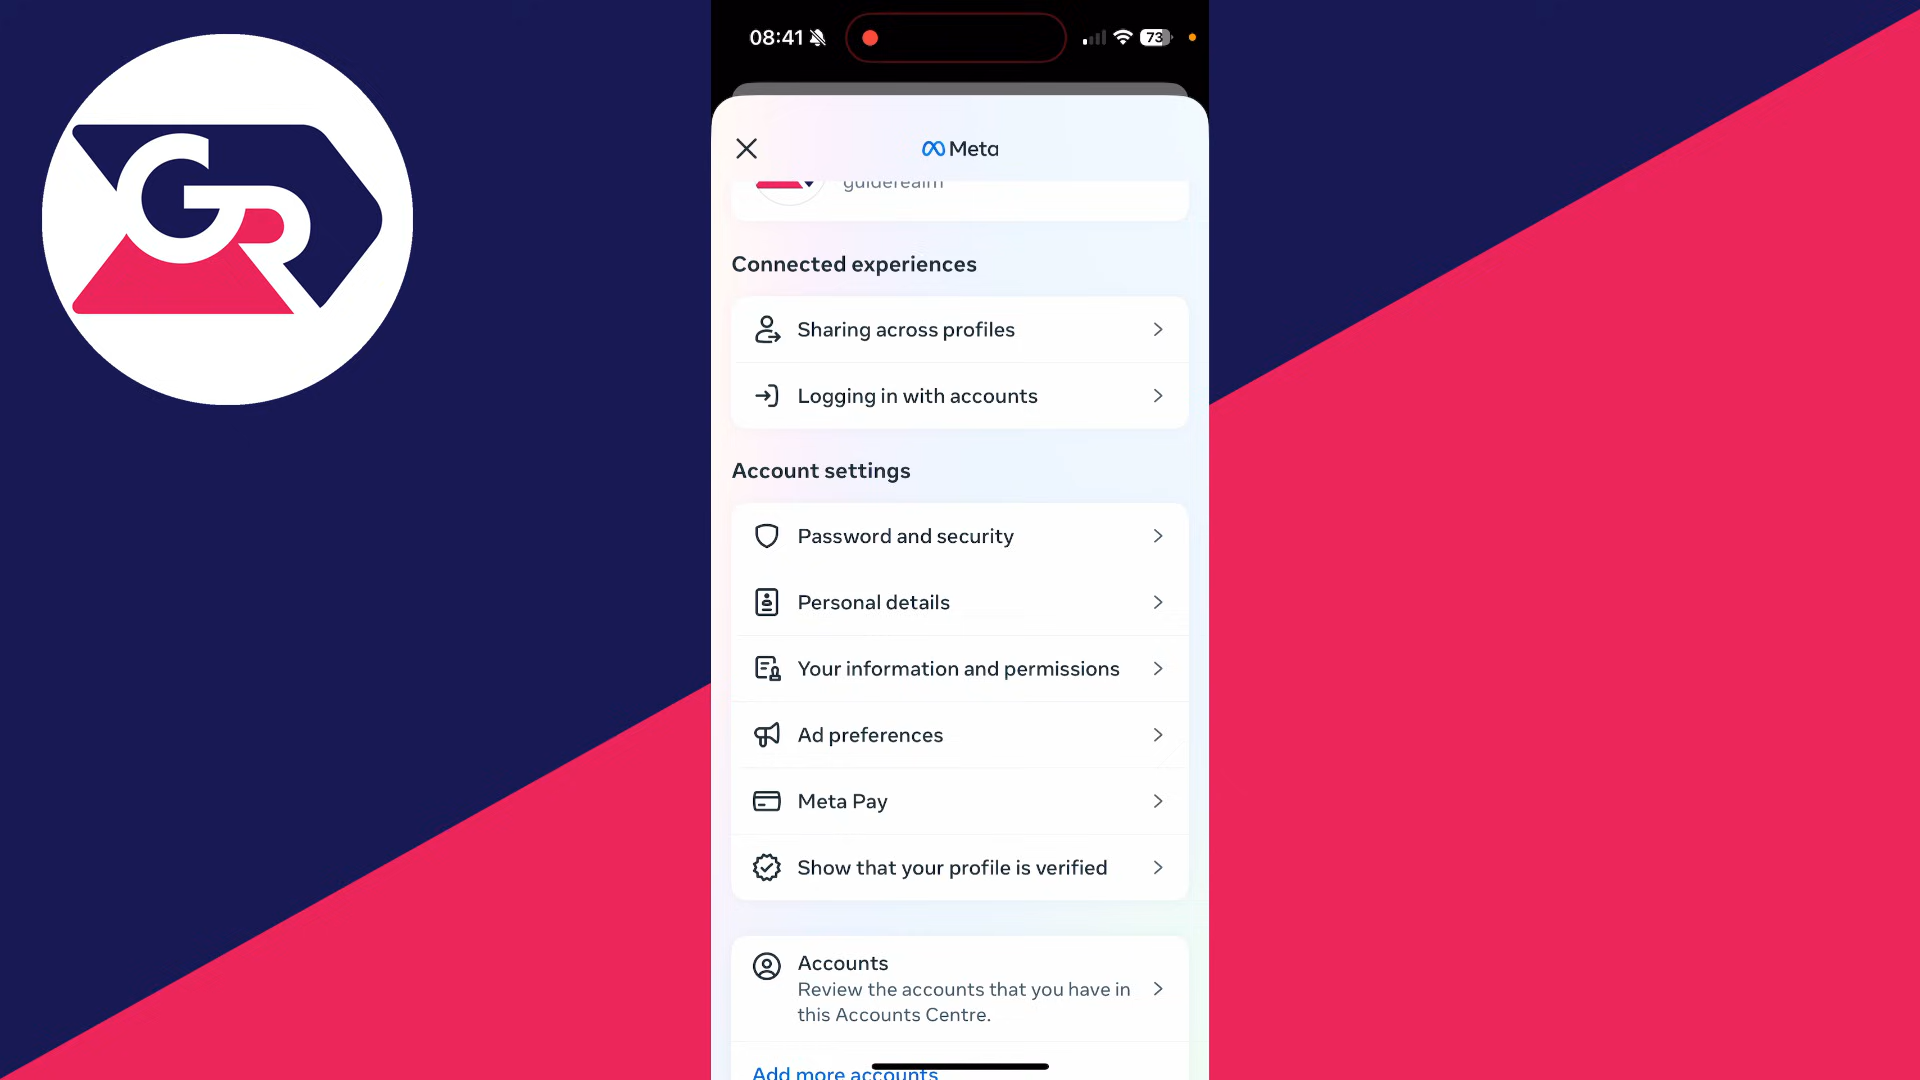 GR
08:41
73
Meta
guiderealm
Connected experiences
Sharing across profiles
Logging in with accounts
Account settings
Password and security
Personal details
Your information and permissions
Ad preferences
Meta Pay
Show that your profile is verified
Accounts
Review the accounts that you have in
this Accounts Centre.
Add more accounts